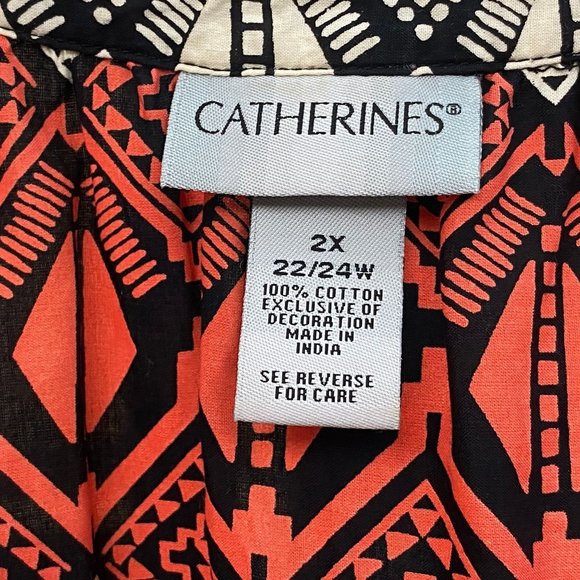 CATHERINES®
2X
22/24W
100% COTTON
EXCLUSIVE OF
DECORATION
MADE IN
INDIA
SEE REVERSE
FOR CARE